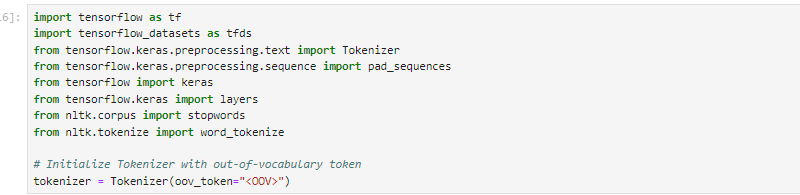 6]:
import tensorflow as tf
import tensorflow_datasets as tfds
from tensorflow.keras.preprocessing.text import Tokenizer
from tensorflow.keras.preprocessing.sequence import pad_sequences
from tensorflow import keras
from tensorflow.keras import layers
from nltk.corpus import stopwords
from nltk.tokenize import word_tokenize
# Initialize Tokenizer with out-of-vocabulary token
tokenizer = Tokenizer(oov_token="<OOV>")